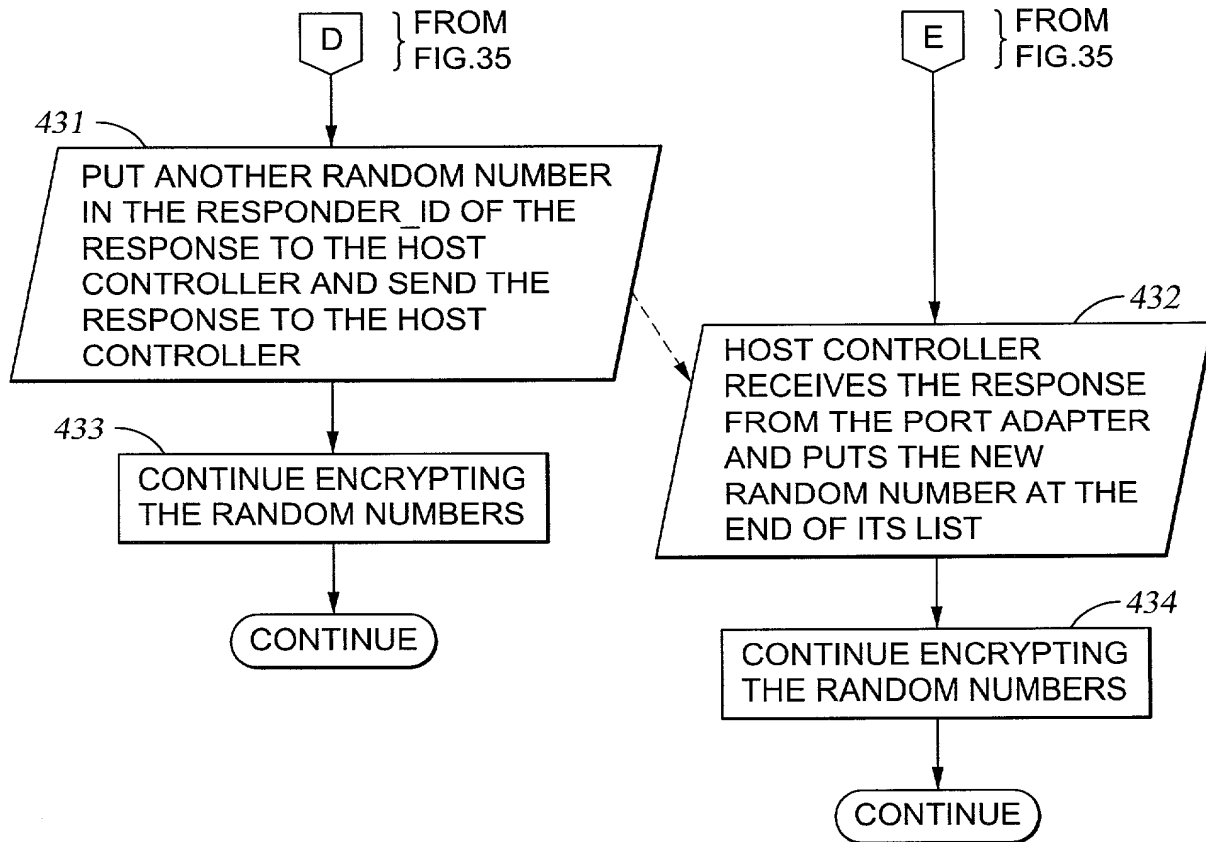 D
FROM
FIG.35
431
PUT ANOTHER RANDOM NUMBER
IN THE RESPONDER_ID OF THE
RESPONSE TO THE HOST
CONTROLLER AND SEND THE
RESPONSE TO THE HOST
CONTROLLER
433
CONTINUE ENCRYPTING
THE RANDOM NUMBERS
CONTINUE
E
FROM
FIG.35
432
HOST CONTROLLER
RECEIVES THE RESPONSE
FROM THE PORT ADAPTER
AND PUTS THE NEW
RANDOM NUMBER AT THE
END OF ITS LIST
434
CONTINUE ENCRYPTING
THE RANDOM NUMBERS
CONTINUE